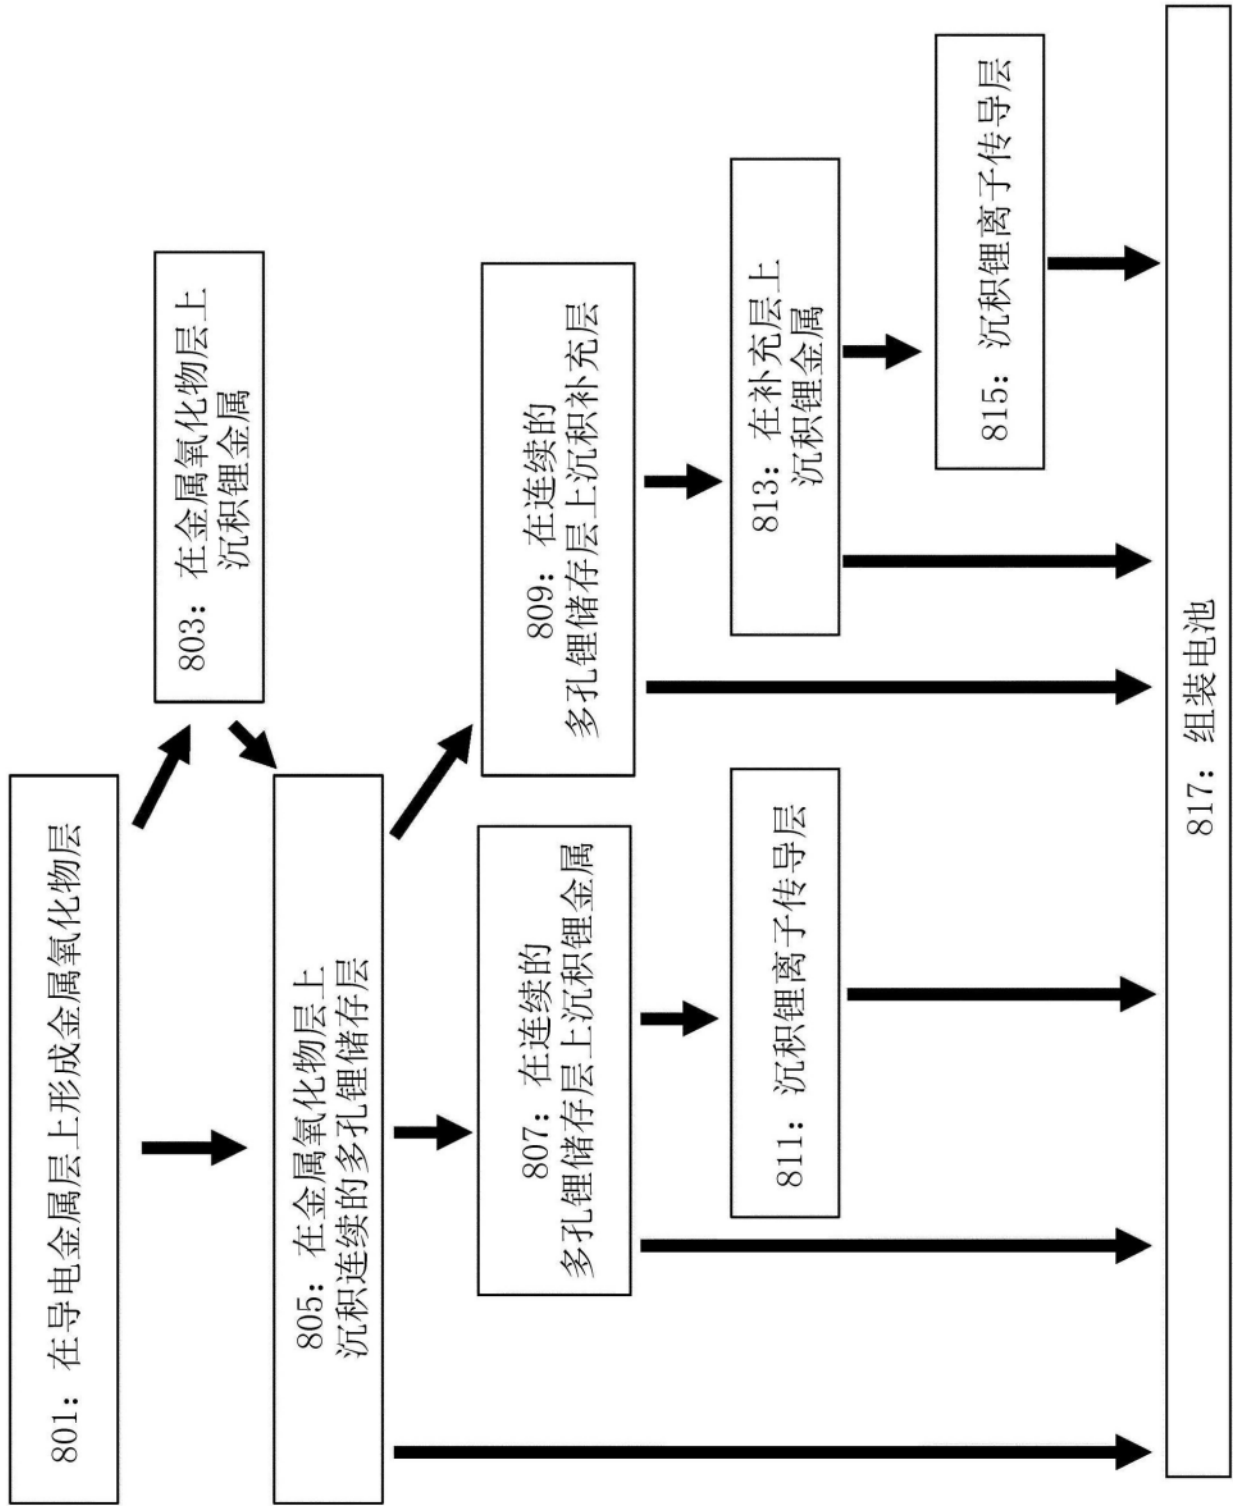 801：在导电金属层上形成金属氧化物层
803：在金属氧化物层上
沉积锂金属
805：在金属氧化物层上
沉积连续的多孔锂储存层
807：在连续的
多孔锂储存层上沉积锂金属
809：在连续的
多孔锂储存层上沉积补充层
811：沉积锂离子传导层
813：在补充层上
沉积锂金属
815：沉积锂离子传导层
817：组装电池